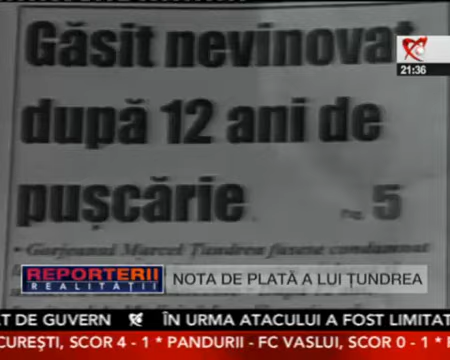 Găsit nevinovat
după 12 ani de
pușcărie
Pag. 5
21:36
• Gorjeanul Marcel Țundrea fusese condamnat
REPORTERII
REALITĂȚII
NOTA DE PLATĂ A LUI ȚUNDREA
T DE GUVERN
ÎN URMA ATACULUI A FOST LIMITAT
CUREȘTI, SCOR 4 - 1 * PANDURII - FC VASLUI, SCOR 0 - 1 *